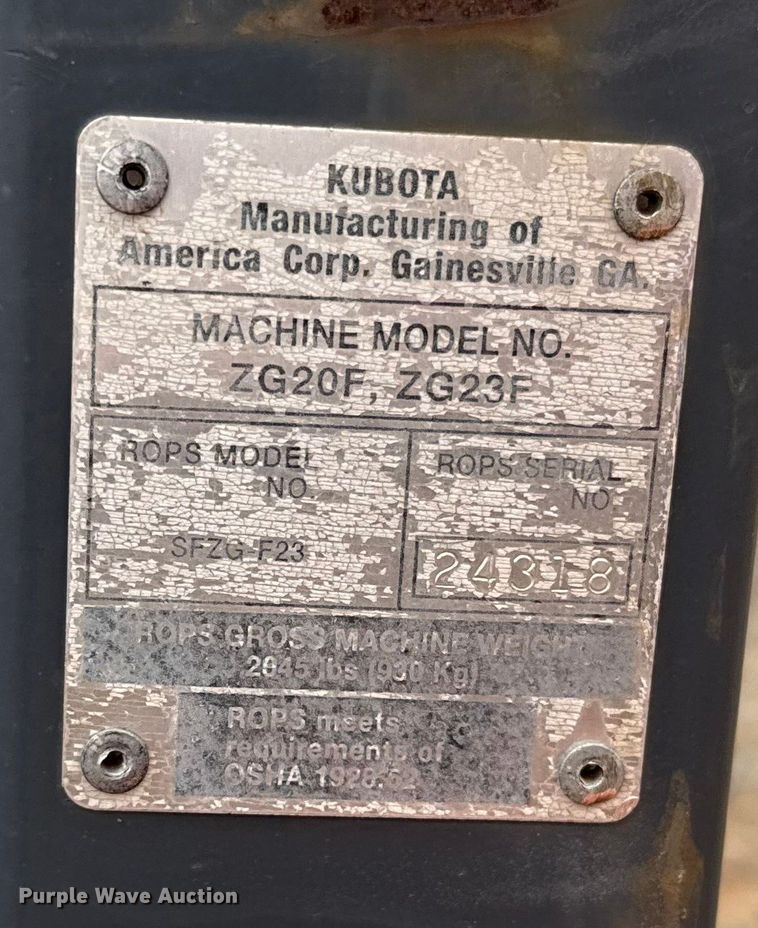 KUBOTA
Manufacturing of
America Corp. Gainesville GA.
MACHINE MODEL NO.
ZG20F, ZG23F
ROPS MODEL
NO.
SFZG-F23
ROPS SERIAL
NO
24318
ROPS GROSS MACHINE WEIGHT
2045 lbs (930 Kg)
ROPS meets
requirements of
OSHA 1928.52
Purple Wave Auction